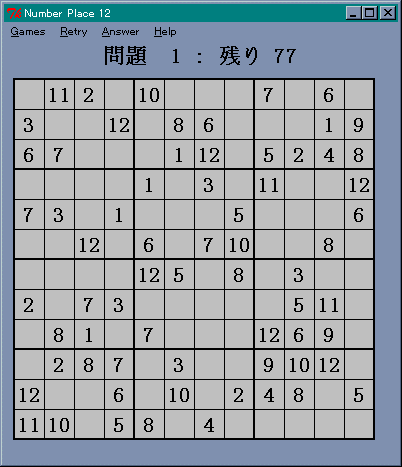 Number Place 12
Games Retry Answer Help
問題 1 : 残り 77
11 2 10 7 6
3 12 8 6 1 9
6 7 1 12 5 2 4 8
1 3 11 12
7 3 1 5 6
12 6 7 10 8
12 5 8 3
2 7 3 5 11
8 1 7 12 6 9
2 8 7 3 9 10 12
12 6 10 2 4 8 5
11 10 5 8 4